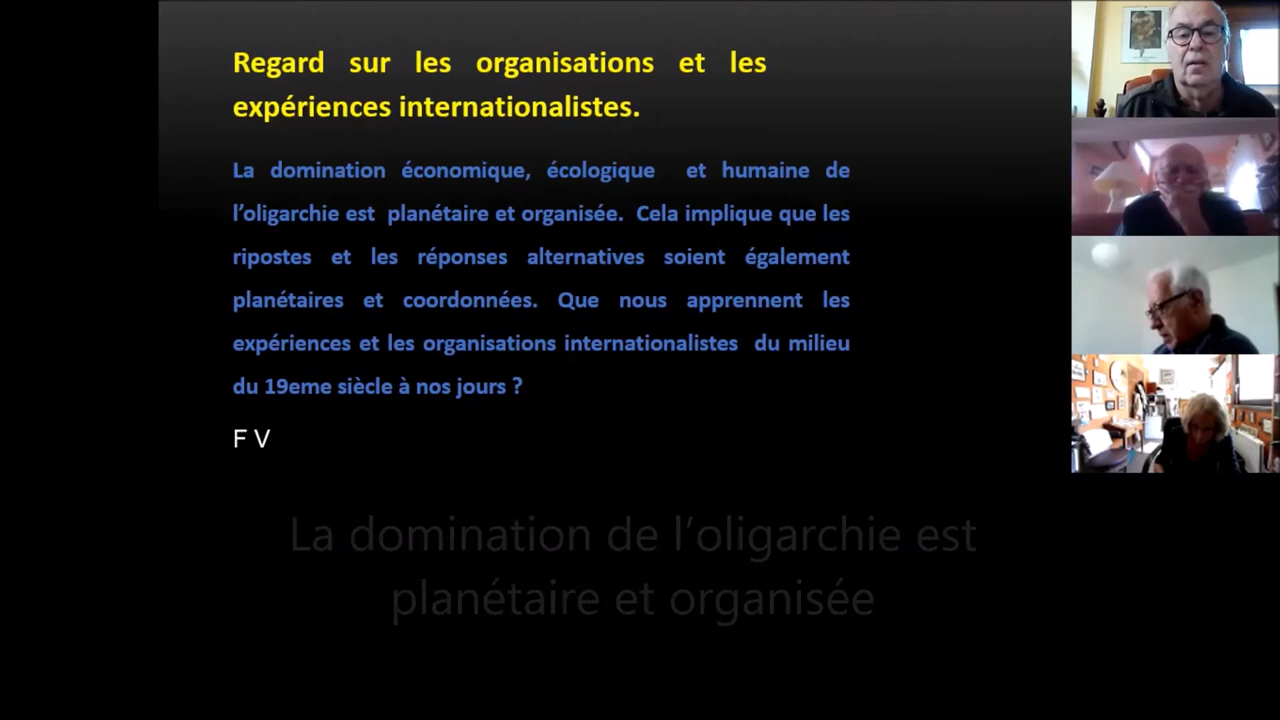 Regard sur les organisations et les
expériences internationalistes.
La domination économique, écologique et humaine de
l’oligarchie est planétaire et organisée. Cela implique que les
ripostes et les réponses alternatives soient également
planétaires et coordonnées. Que nous apprennent les
expériences et les organisations internationalistes du milieu
du 19eme siècle à nos jours ?
F V
La domination de l’oligarchie est
planétaire et organisée